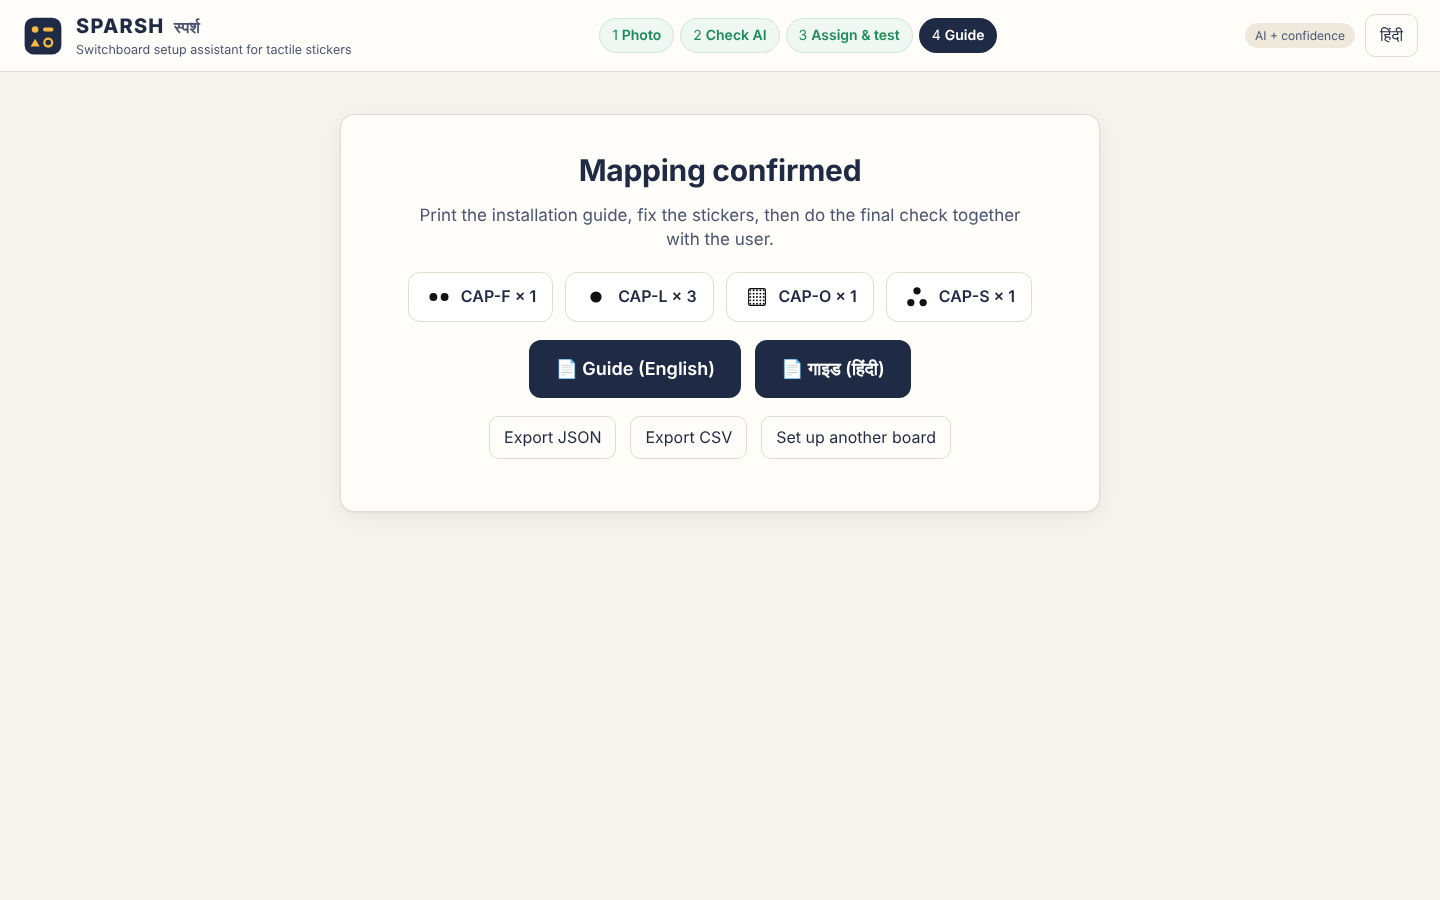 SPARSH स्पर्श
Switchboard setup assistant for tactile stickers
1 Photo
2 Check AI
3 Assign & test
4 Guide
AI + confidence
हिंदी
Mapping confirmed
Print the installation guide, fix the stickers, then do the final check together
with the user.
CAP-F × 1
CAP-L × 3
CAP-O × 1
CAP-S × 1
Guide (English)
गाइड (हिंदी)
Export JSON
Export CSV
Set up another board